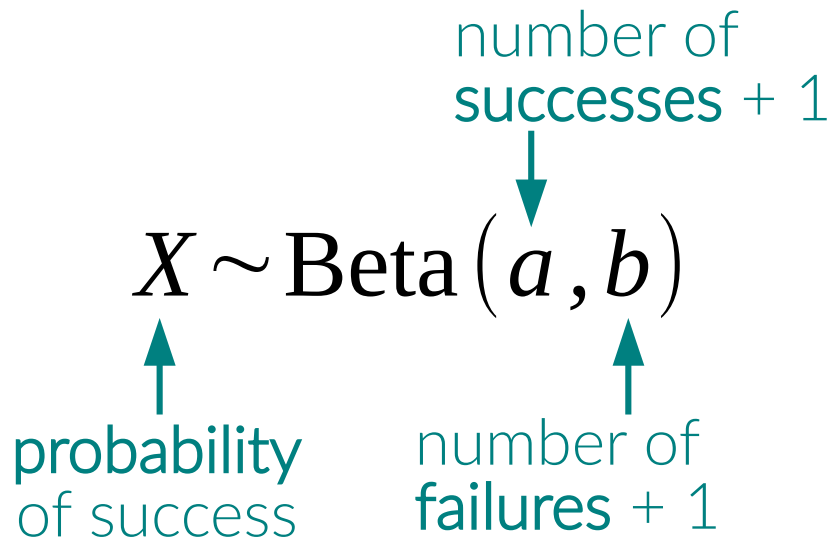 number of
successes + 1
X ~ Beta (a , b)
probability
of success
number of
failures + 1